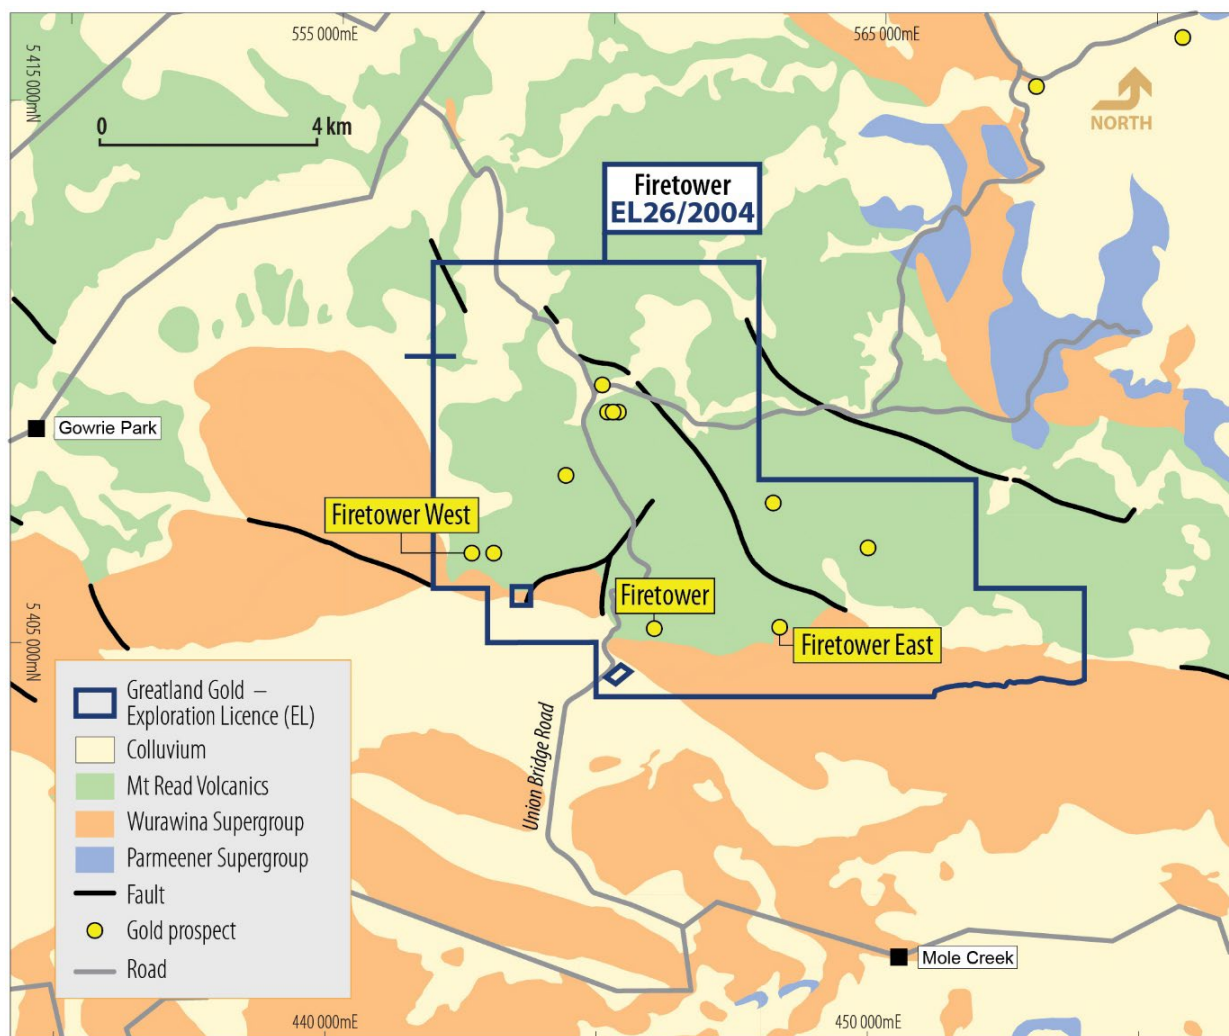 555 000mE
565 000mE
5 415 000mN
0
4 km
NORTH
Firetower
EL26/2004
Gowrie Park
Firetower West
Firetower
Firetower East
5 405 000mN
Greatland Gold –
Exploration Licence (EL)
Colluvium
Mt Read Volcanics
Wurawina Supergroup
Parmeener Supergroup
Fault
Gold prospect
Road
Union Bridge Road
Mole Creek
440 000mE
450 000mE